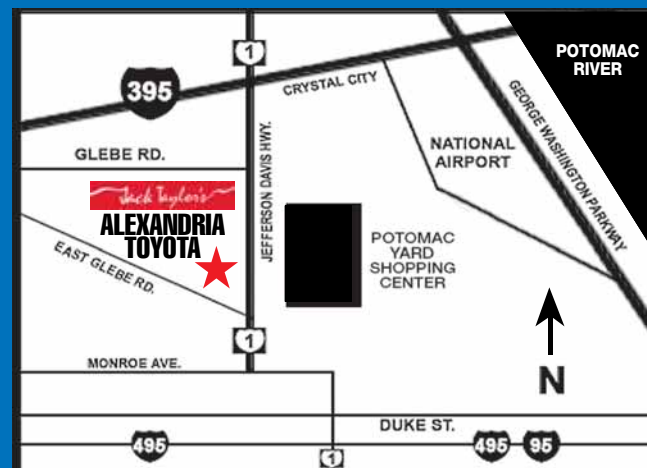 1
POTOMAC
RIVER
395
CRYSTAL CITY
GEORGE WASHINGTON PARKWAY
GLEBE RD.
NATIONAL
AIRPORT
JEFFERSON DAVIS HWY.
Jack Taylor's
ALEXANDRIA
TOYOTA
EAST GLEBE RD.
POTOMAC
YARD
SHOPPING
CENTER
1
MONROE AVE.
N
DUKE ST.
495
1
495
95